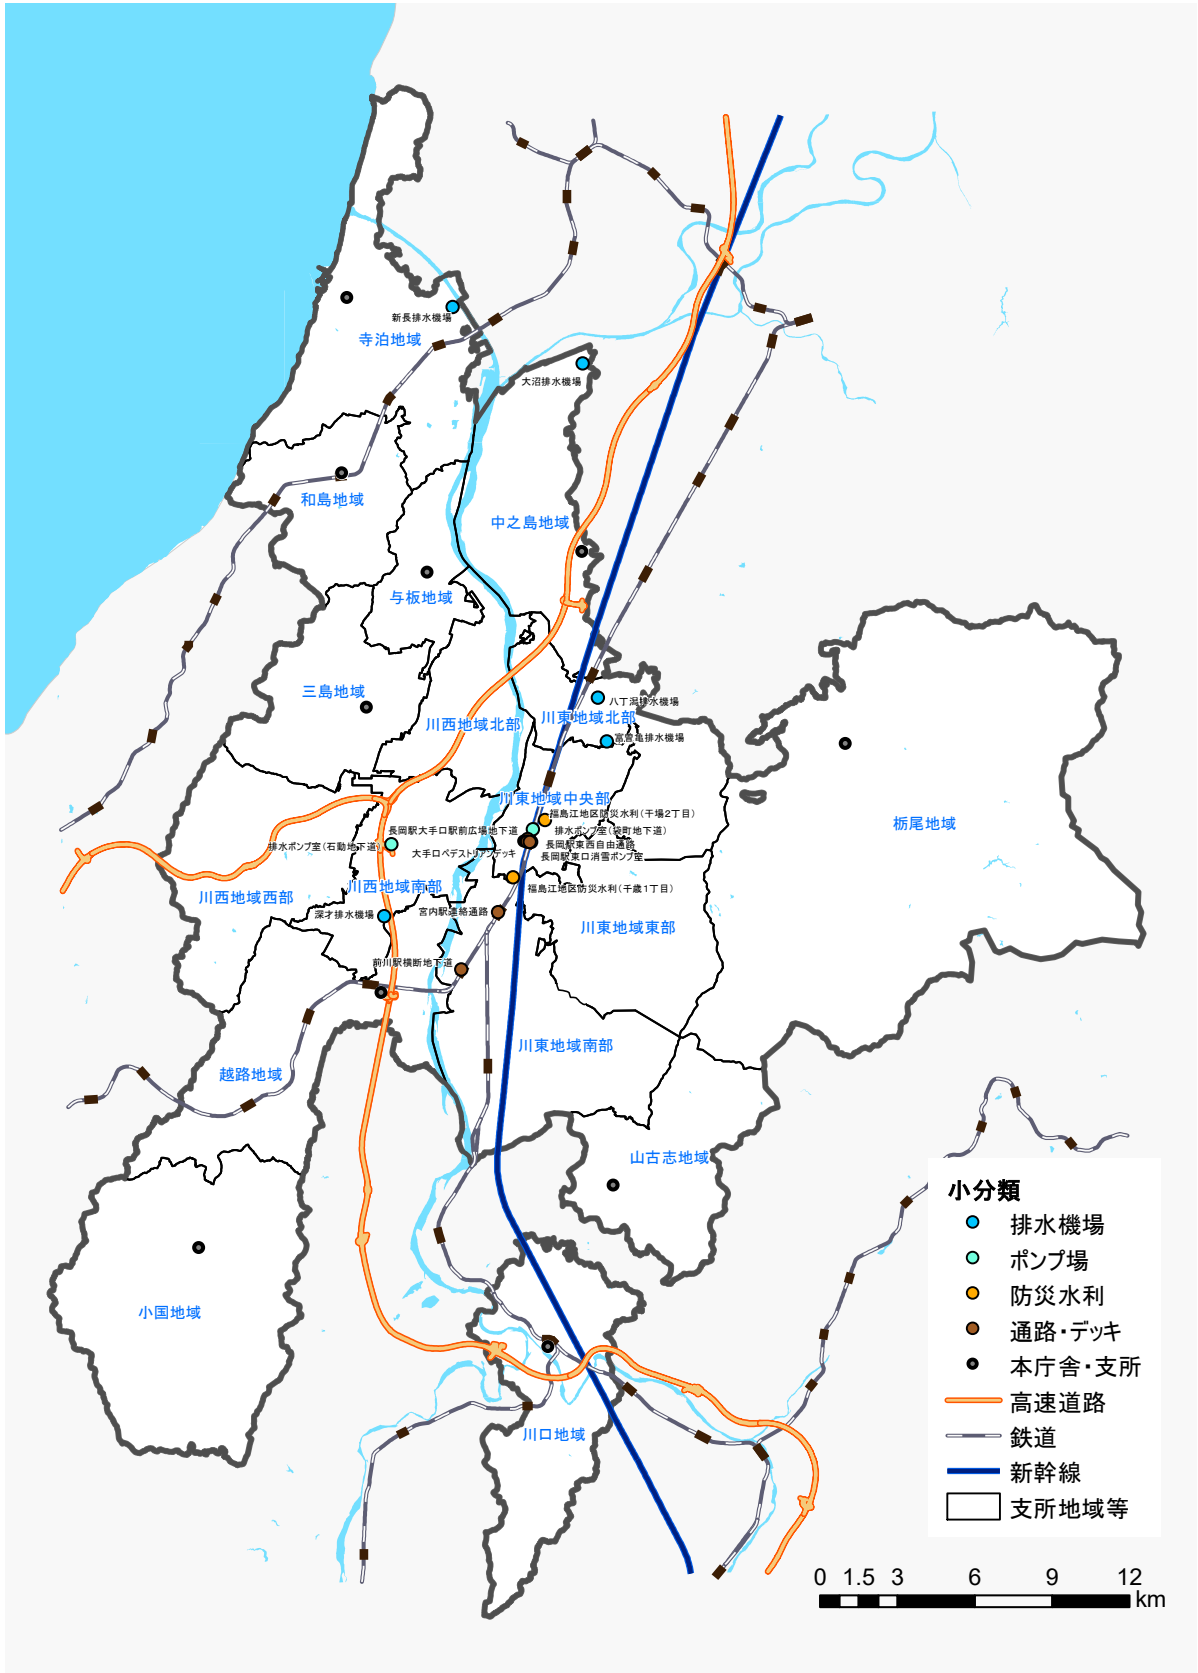 新長排水機場
寺泊地域
大沼排水機場
和島地域
中之島地域
与板地域
三島地域
八丁潟排水機場
川西地域北部
川東地域北部
富曽亀排水機場
川東地域中央部
福島江地区防災水利(千場2丁目)
長岡駅大手口駅前広場地下道
排水ポンプ室(袋町地下道)
栃尾地域
排水ポンプ室(石動地下道)
長岡駅東西自由通路
大手口ペデストリアンデッキ
長岡駅東口消雪ポンプ室
川西地域西部
川西地域南部
福島江地区防災水利(千歳1丁目)
深才排水機場
宮内駅連絡通路
川東地域東部
前川駅横断地下道
川東地域南部
越路地域
山古志地域
小国地域
川口地域
小分類
排水機場
ポンプ場
防災水利
通路・デッキ
本庁舎・支所
高速道路
鉄道
新幹線
支所地域等
0 1.5 3 6 9 12
km